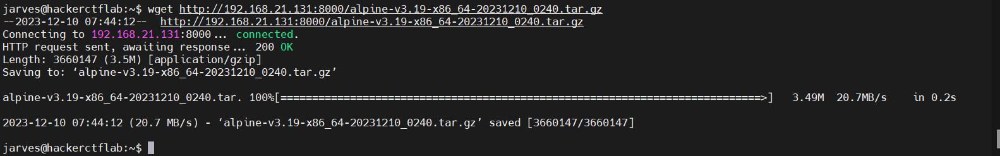 jarves@hackerctflab:~$ wget http://192.168.21.131:8000/alpine-v3.19-x86_64-20231210_0240.tar.gz
--2023-12-10 07:44:12--  http://192.168.21.131:8000/alpine-v3.19-x86_64-20231210_0240.tar.gz
Connecting to 192.168.21.131:8000... connected.
HTTP request sent, awaiting response... 200 OK
Length: 3660147 (3.5M) [application/gzip]
Saving to: ‘alpine-v3.19-x86_64-20231210_0240.tar.gz’
alpine-v3.19-x86_64-20231210_0240.tar. 100%[============================================================================>]   3.49M  20.7MB/s    in 0.2s
2023-12-10 07:44:12 (20.7 MB/s) - ‘alpine-v3.19-x86_64-20231210_0240.tar.gz’ saved [3660147/3660147]
jarves@hackerctflab:~$